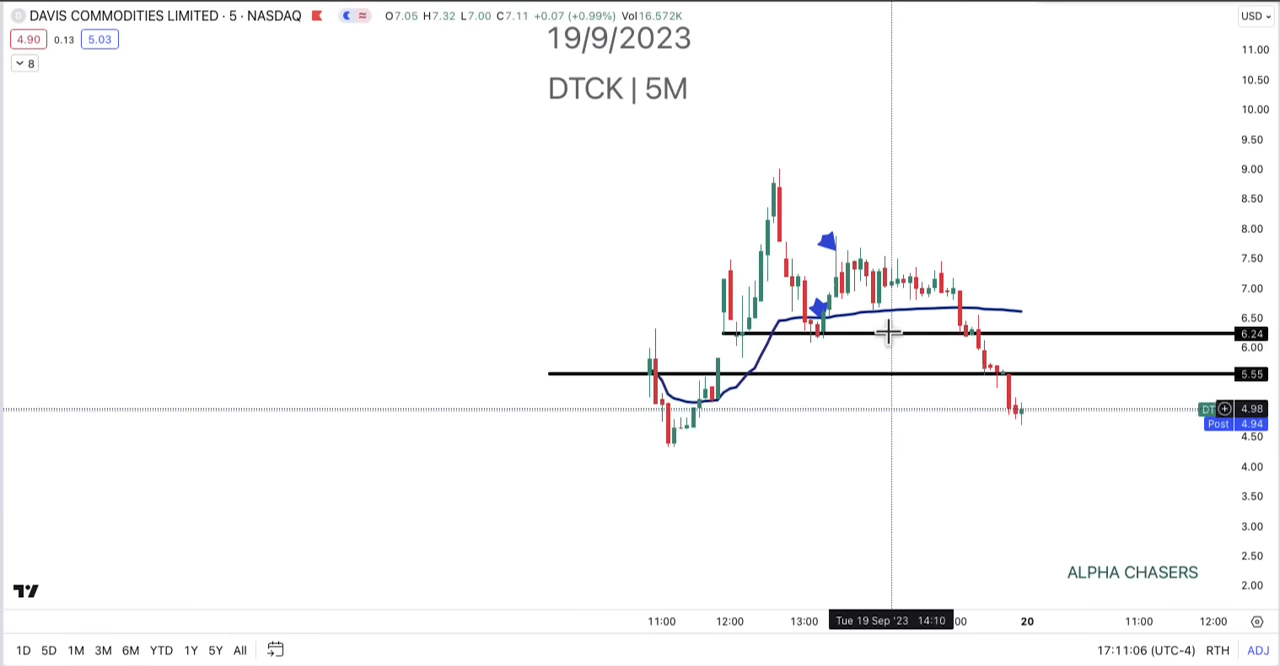 DAVIS COMMODITIES LIMITED · 5 · NASDAQ O7.05 H7.32 L7.00 C7.11 +0.07 (+0.99%) Vol16.572K USD
4.90 0.13 5.03
8
19/9/2023
DTCK | 5M
11.00
10.50
10.00
9.50
9.00
8.50
8.00
7.50
7.00
6.50
6.24
6.00
5.55
DT 4.98
Post 4.94
4.50
4.00
3.50
3.00
2.50
2.00
ALPHA CHASERS
11:00 12:00 13:00 Tue 19 Sep '23 14:10 :00 20 11:00 12:00
1D 5D 1M 3M 6M YTD 1Y 5Y All 17:11:06 (UTC-4) RTH ADJ